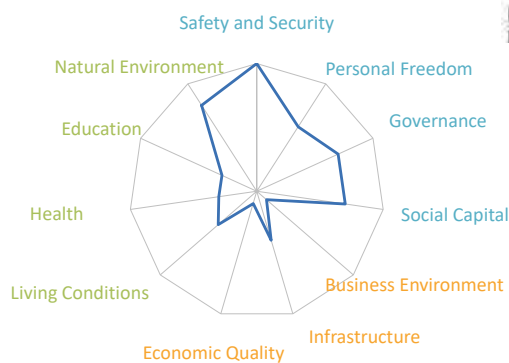 Safety and Security
Natural Environment
Personal Freedom
Education
Governance
Health
Social Capital
Living Conditions
Business Environment
Infrastructure
Economic Quality